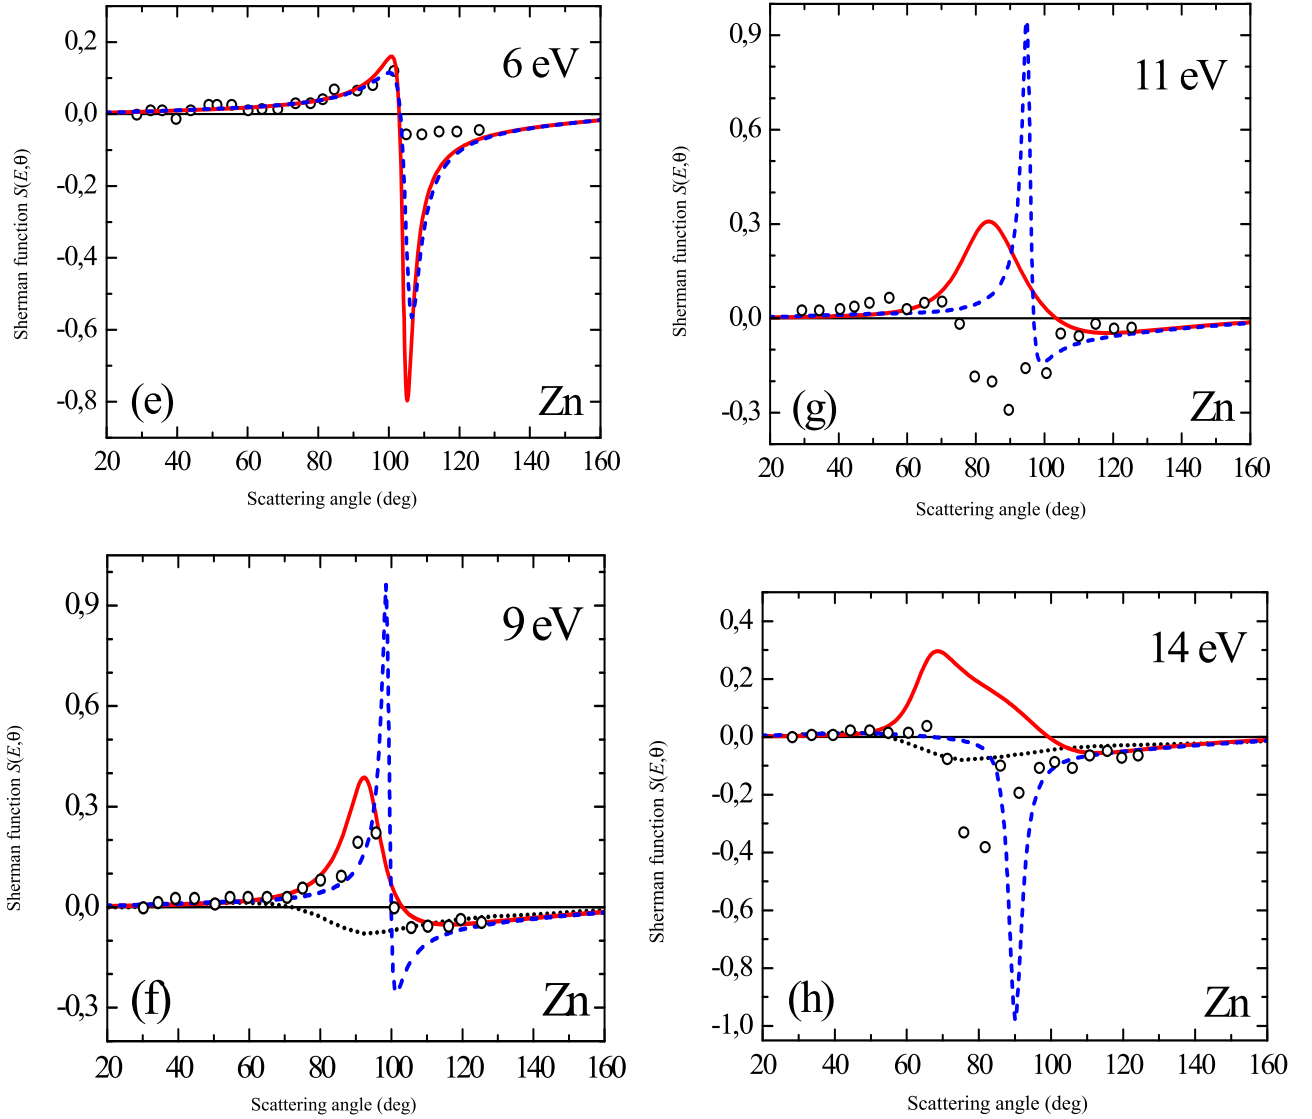 0,2
0,0
-0,2
-0,4
-0,6
-0,8
6 eV
(e)
Zn
Sherman function S(E,θ)
20 40 60 80 100 120 140 160
Scattering angle (deg)
0,9
0,6
0,3
0,0
-0,3
11 eV
(g)
Zn
Sherman function S(E,θ)
20 40 60 80 100 120 140 160
Scattering angle (deg)
0,9
0,6
0,3
0,0
-0,3
9 eV
(f)
Zn
Sherman function S(E,θ)
20 40 60 80 100 120 140 160
Scattering angle (deg)
0,4
0,2
0,0
-0,2
-0,4
-0,6
-0,8
-1,0
14 eV
(h)
Zn
Sherman function S(E,θ)
20 40 60 80 100 120 140 160
Scattering angle (deg)